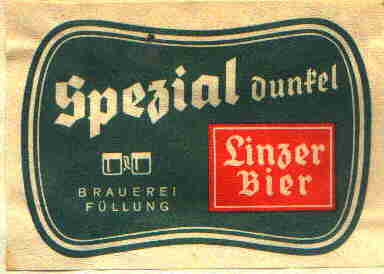 Spezial dunkel
Linzer
Bier
BRAUEREI
FÜLLUNG